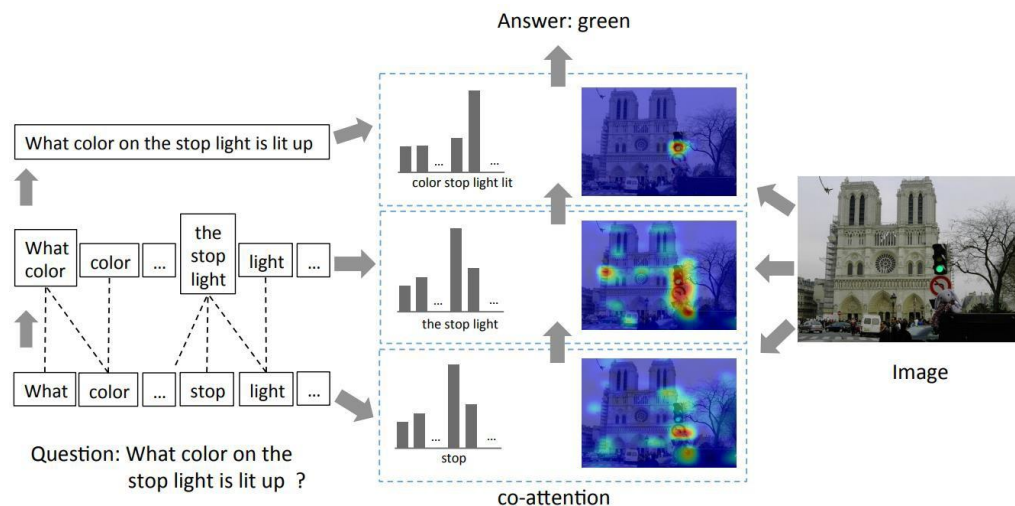 Answer: green
What color on the stop light is lit up
... ...
color stop light lit
What
color
color
...
the
stop
light
light
...
... ...
the stop light
What
color
...
stop
light
...
... ...
stop
Image
Question: What color on the
stop light is lit up ?
co-attention